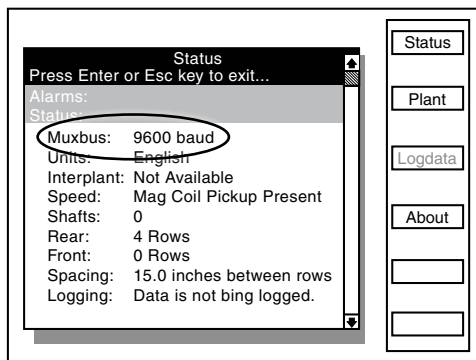 Status
Press Enter or Esc key to exit...
Alarms:
Status:
Muxbus: 9600 baud
Units: English
Interplant: Not Available
Speed: Mag Coil Pickup Present
Shafts: 0
Rear: 4 Rows
Front: 0 Rows
Spacing: 15.0 inches between rows
Logging: Data is not bing logged.
Status
Plant
Logdata
About